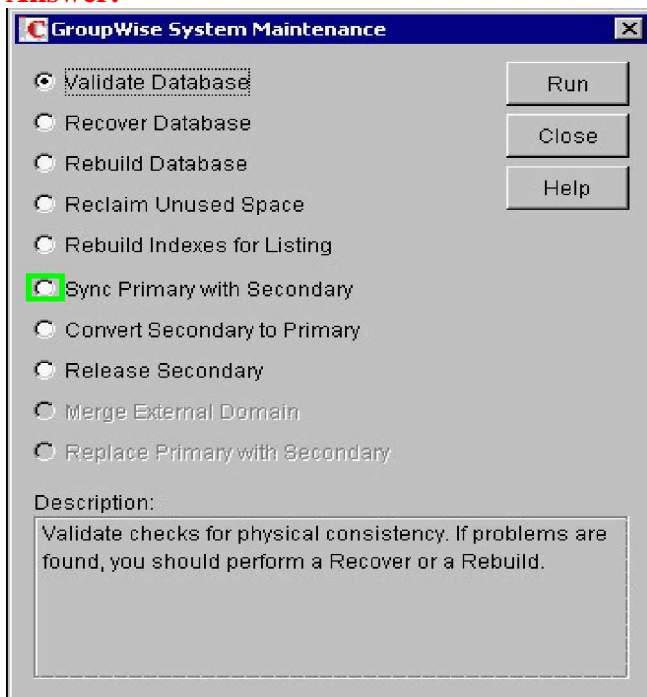 Answer:
GroupWise System Maintenance
Validate Database
Run
Recover Database
Close
Rebuild Database
Help
Reclaim Unused Space
Rebuild Indexes for Listing
Sync Primary with Secondary
Convert Secondary to Primary
Release Secondary
Merge External Domain
Replace Primary with Secondary
Description:
Validate checks for physical consistency. If problems are
found, you should perform a Recover or a Rebuild.